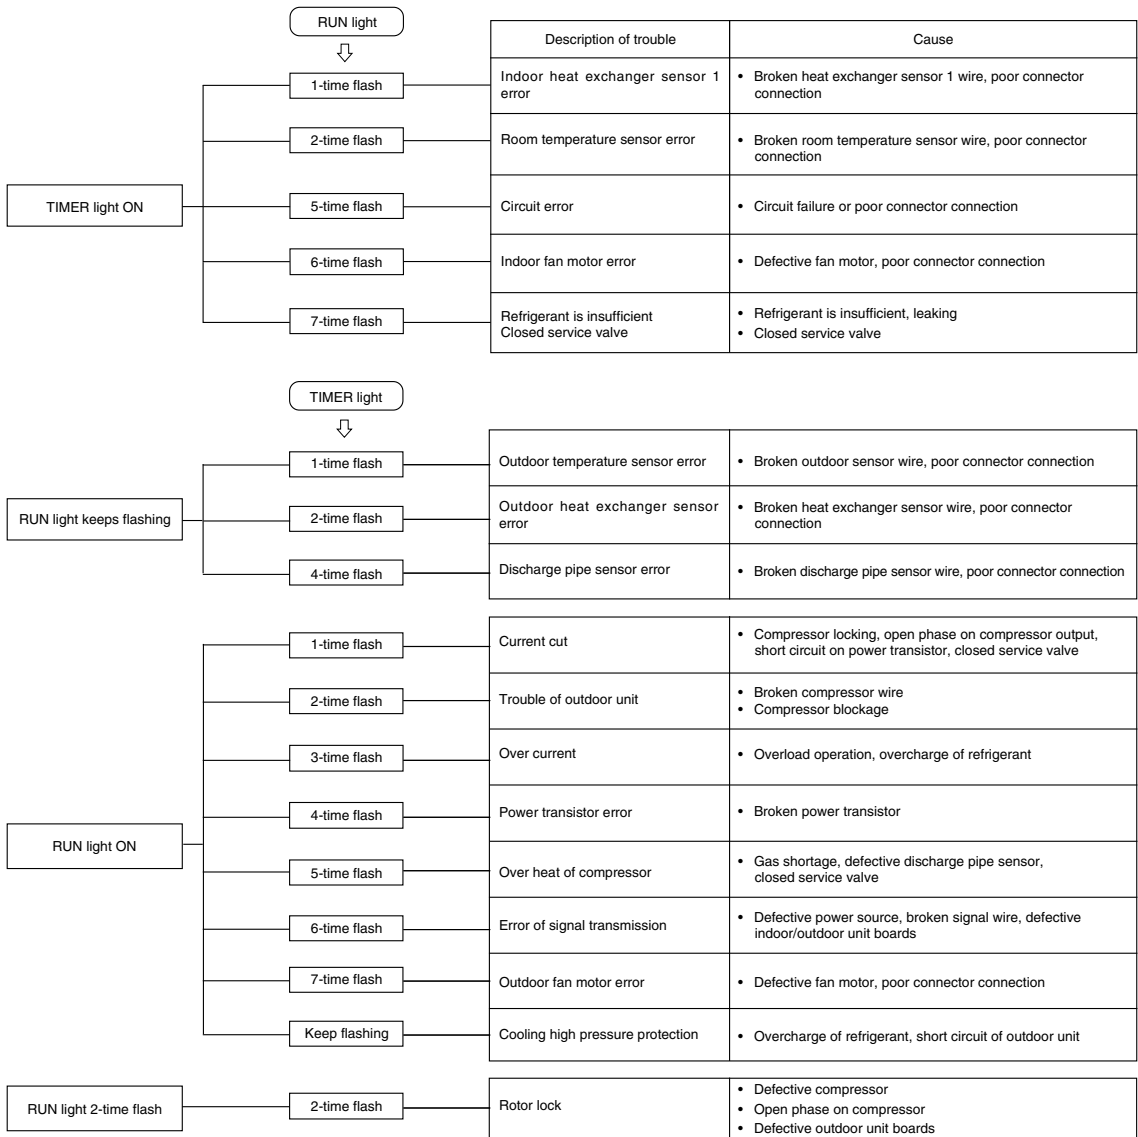 RUN light
Description of trouble
Cause
TIMER light ON
1-time flash
Indoor heat exchanger sensor 1
error
• Broken heat exchanger sensor 1 wire, poor connector
connection
2-time flash
Room temperature sensor error
• Broken room temperature sensor wire, poor connector
connection
5-time flash
Circuit error
• Circuit failure or poor connector connection
6-time flash
Indoor fan motor error
• Defective fan motor, poor connector connection
7-time flash
Refrigerant is insufficient
Closed service valve
• Refrigerant is insufficient, leaking
• Closed service valve
TIMER light
RUN light keeps flashing
1-time flash
Outdoor temperature sensor error
• Broken outdoor sensor wire, poor connector connection
2-time flash
Outdoor heat exchanger sensor
error
• Broken heat exchanger sensor wire, poor connector
connection
4-time flash
Discharge pipe sensor error
• Broken discharge pipe sensor wire, poor connector connection
RUN light ON
1-time flash
Current cut
• Compressor locking, open phase on compressor output,
short circuit on power transistor, closed service valve
2-time flash
Trouble of outdoor unit
• Broken compressor wire
• Compressor blockage
3-time flash
Over current
• Overload operation, overcharge of refrigerant
4-time flash
Power transistor error
• Broken power transistor
5-time flash
Over heat of compressor
• Gas shortage, defective discharge pipe sensor,
closed service valve
6-time flash
Error of signal transmission
• Defective power source, broken signal wire, defective
indoor/outdoor unit boards
7-time flash
Outdoor fan motor error
• Defective fan motor, poor connector connection
Keep flashing
Cooling high pressure protection
• Overcharge of refrigerant, short circuit of outdoor unit
RUN light 2-time flash
2-time flash
Rotor lock
• Defective compressor
• Open phase on compressor
• Defective outdoor unit boards